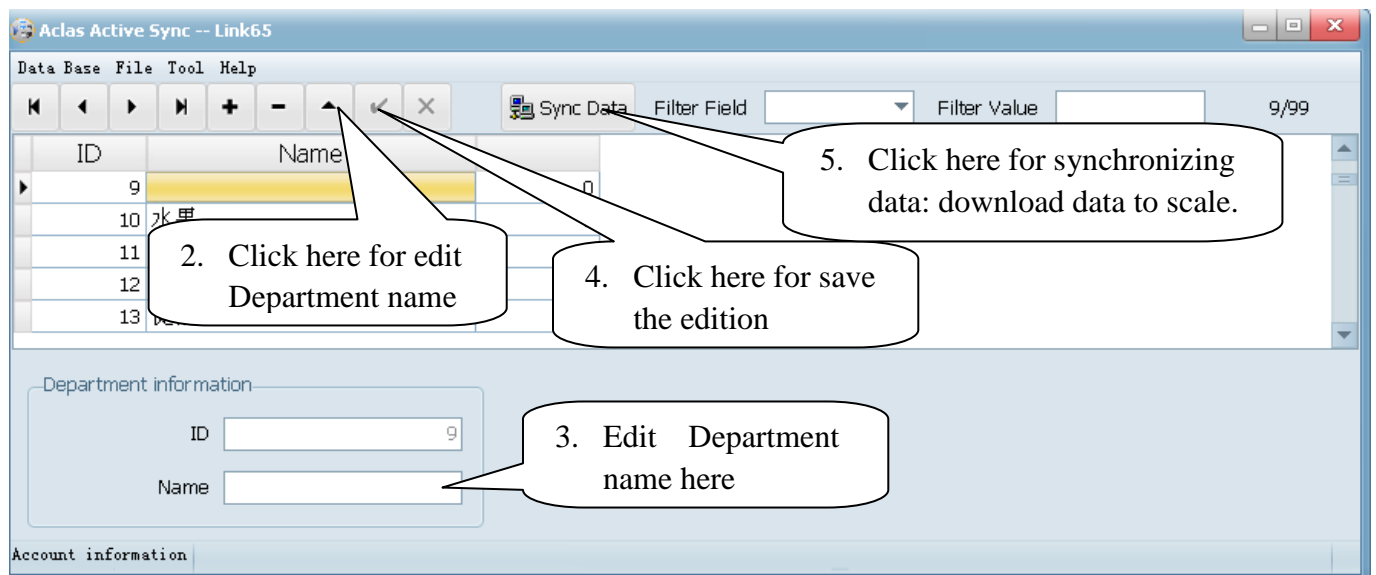 Aclas Active Sync -- Link65
Data Base File Tool Help
Sync Data Filter Field Filter Value 9/99
ID Name
9 0
10 水果
11
12
13
2. Click here for edit
Department name
4. Click here for save
the edition
5. Click here for synchronizing
data: download data to scale.
Department information
ID 9
Name
3. Edit Department
name here
Account information